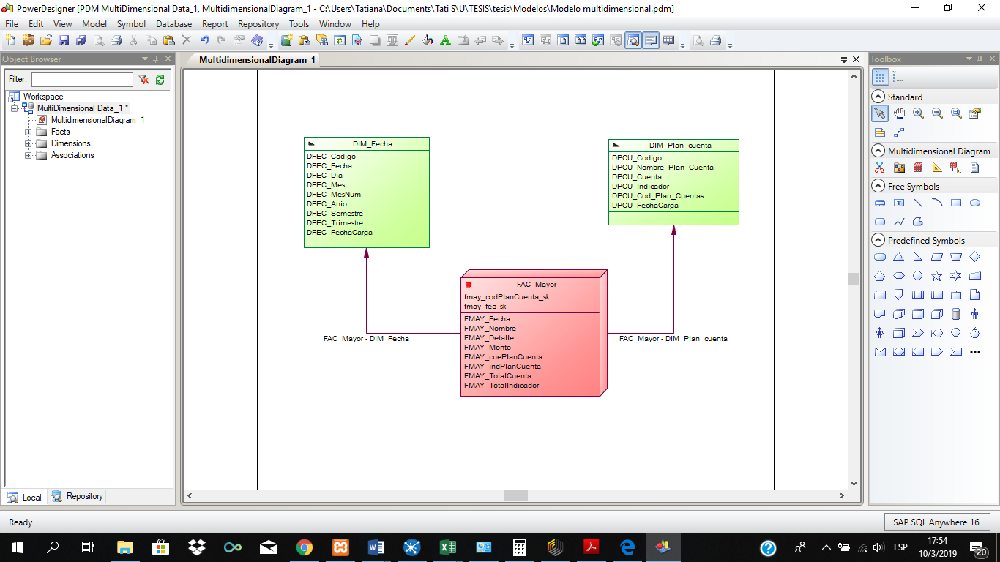 PowerDesigner [PDM MultiDimensional Data_1, MultidimensionalDiagram_1 - C:\Users\Tatiana\Documents\Tati S\U\TESIS\tesis\Modelos\Modelo multidimensional.pdm]
File Edit View Model Symbol Database Report Repository Tools Window Help
Object Browser
Filter:
Workspace
MultiDimensional Data_1 *
MultidimensionalDiagram_1
Facts
Dimensions
Associations
Local Repository
MultidimensionalDiagram_1
DIM_Fecha
DFEC_Codigo
DFEC_Fecha
DFEC_Dia
DFEC_Mes
DFEC_MesNum
DFEC_Anio
DFEC_Semestre
DFEC_Trimestre
DFEC_FechaCarga
DIM_Plan_cuenta
DPCU_Codigo
DPCU_Nombre_Plan_Cuenta
DPCU_Cuenta
DPCU_Indicador
DPCU_Cod_Plan_Cuentas
DPCU_FechaCarga
FAC_Mayor
fmay_codPlanCuenta_sk
fmay_fec_sk
FMAY_Fecha
FMAY_Nombre
FMAY_Detalle
FMAY_Monto
FMAY_cuePlanCuenta
FMAY_indPlanCuenta
FMAY_TotalCuenta
FMAY_TotalIndicador
FAC_Mayor - DIM_Fecha
FAC_Mayor - DIM_Plan_cuenta
Toolbox
Standard
Multidimensional Diagram
Free Symbols
Predefined Symbols
Ready
SAP SQL Anywhere 16
ESP
17:54
10/3/2019
20